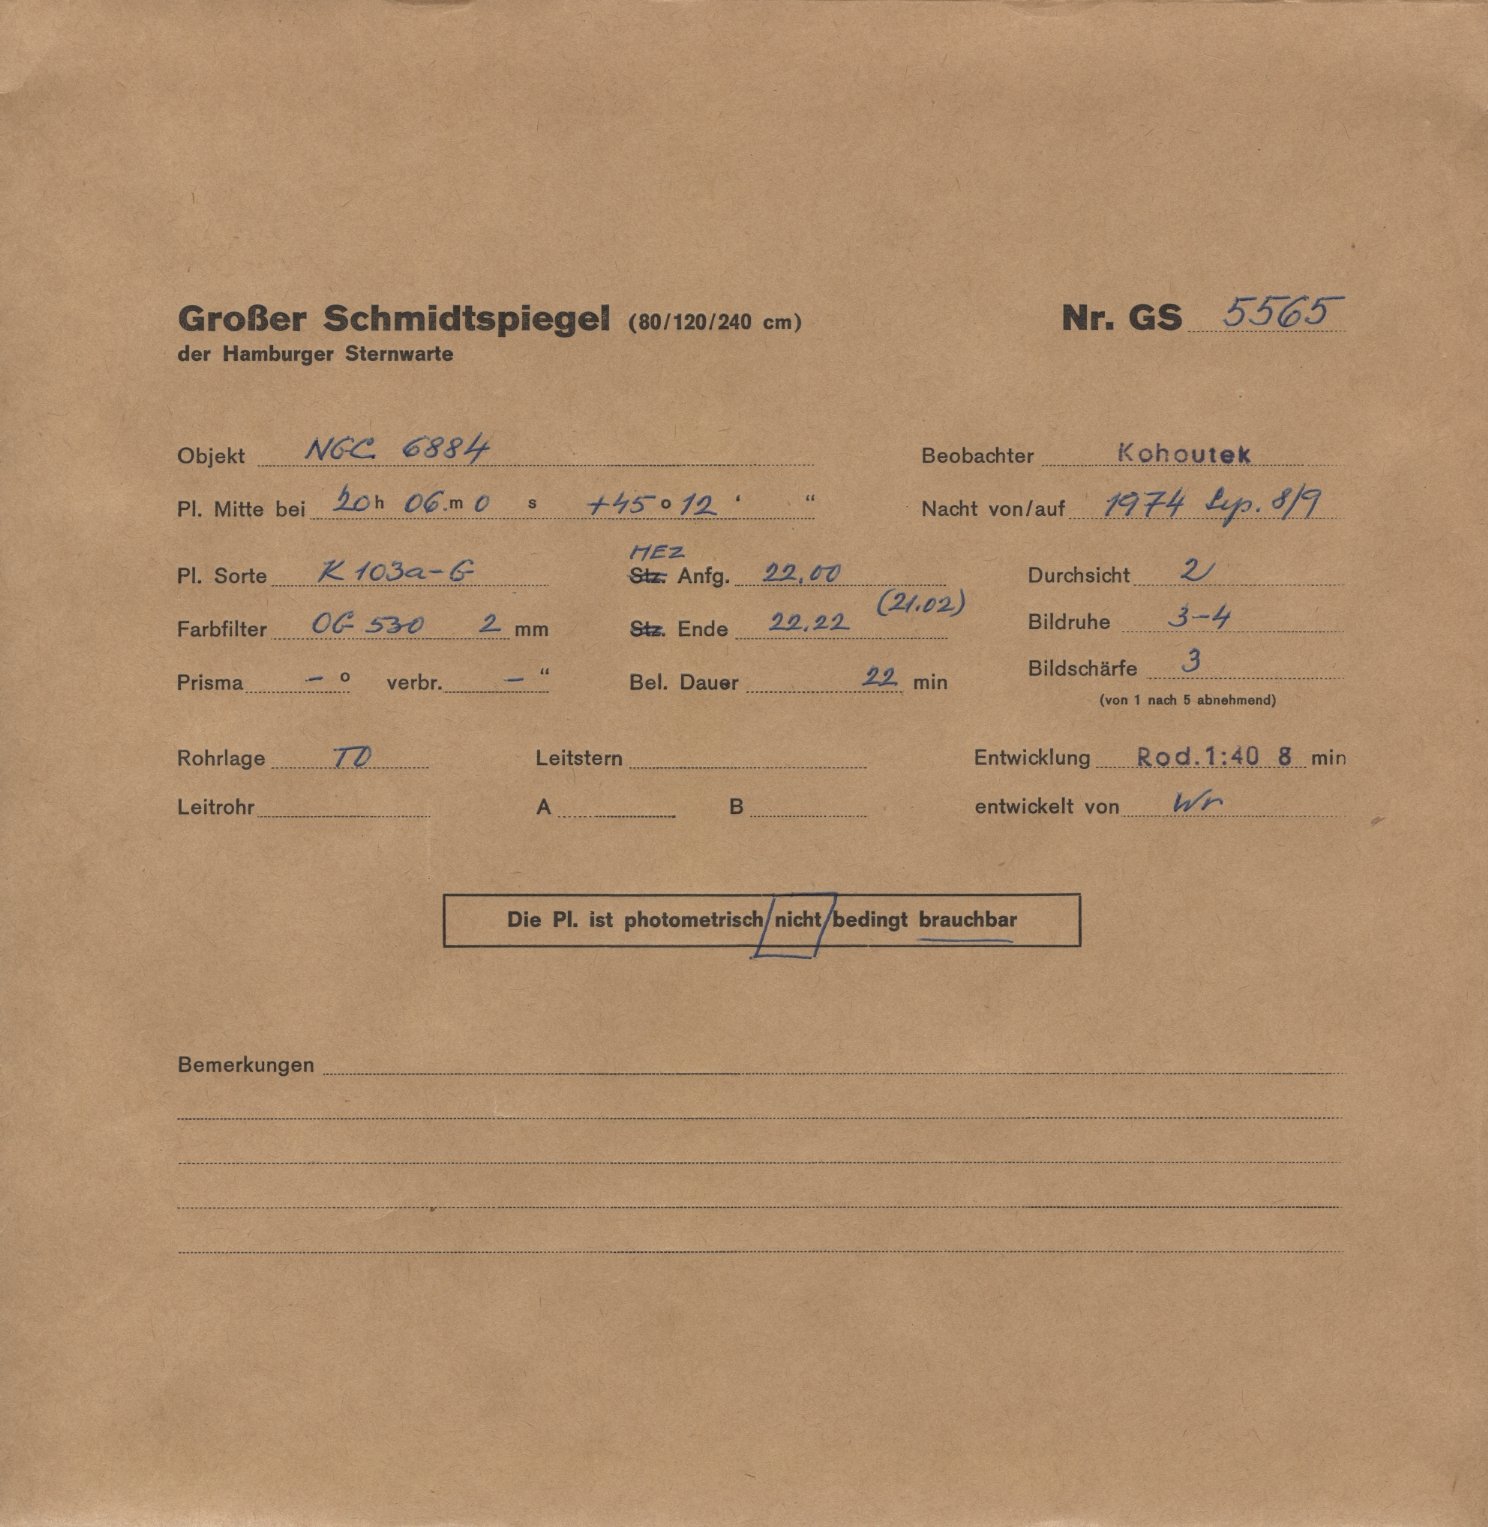 Großer Schmidtspiegel (80/120/240 cm) Nr. GS 5565
der Hamburger Sternwarte
Objekt NGC 6884 Beobachter Kohoutek
Pl. Mitte bei 20 h 06. m 0 s +45 o 12 ' " Nacht von/auf 1974 Sep. 8/9
MEZ
Pl. Sorte K 103a-G Stz. Anfg. 22.00 Durchsicht 2
(21.02)
Farbfilter OG 530 2 mm Stz. Ende 22.22 Bildruhe 3-4
Prisma – o verbr. – " Bel. Dauer 22 min Bildschärfe 3
(von 1 nach 5 abnehmend)
Rohrlage TO Leitstern Entwicklung Rod. 1:40 8 min
Leitrohr A B entwickelt von Wr
Die Pl. ist photometrisch/nicht/bedingt brauchbar
Bemerkungen